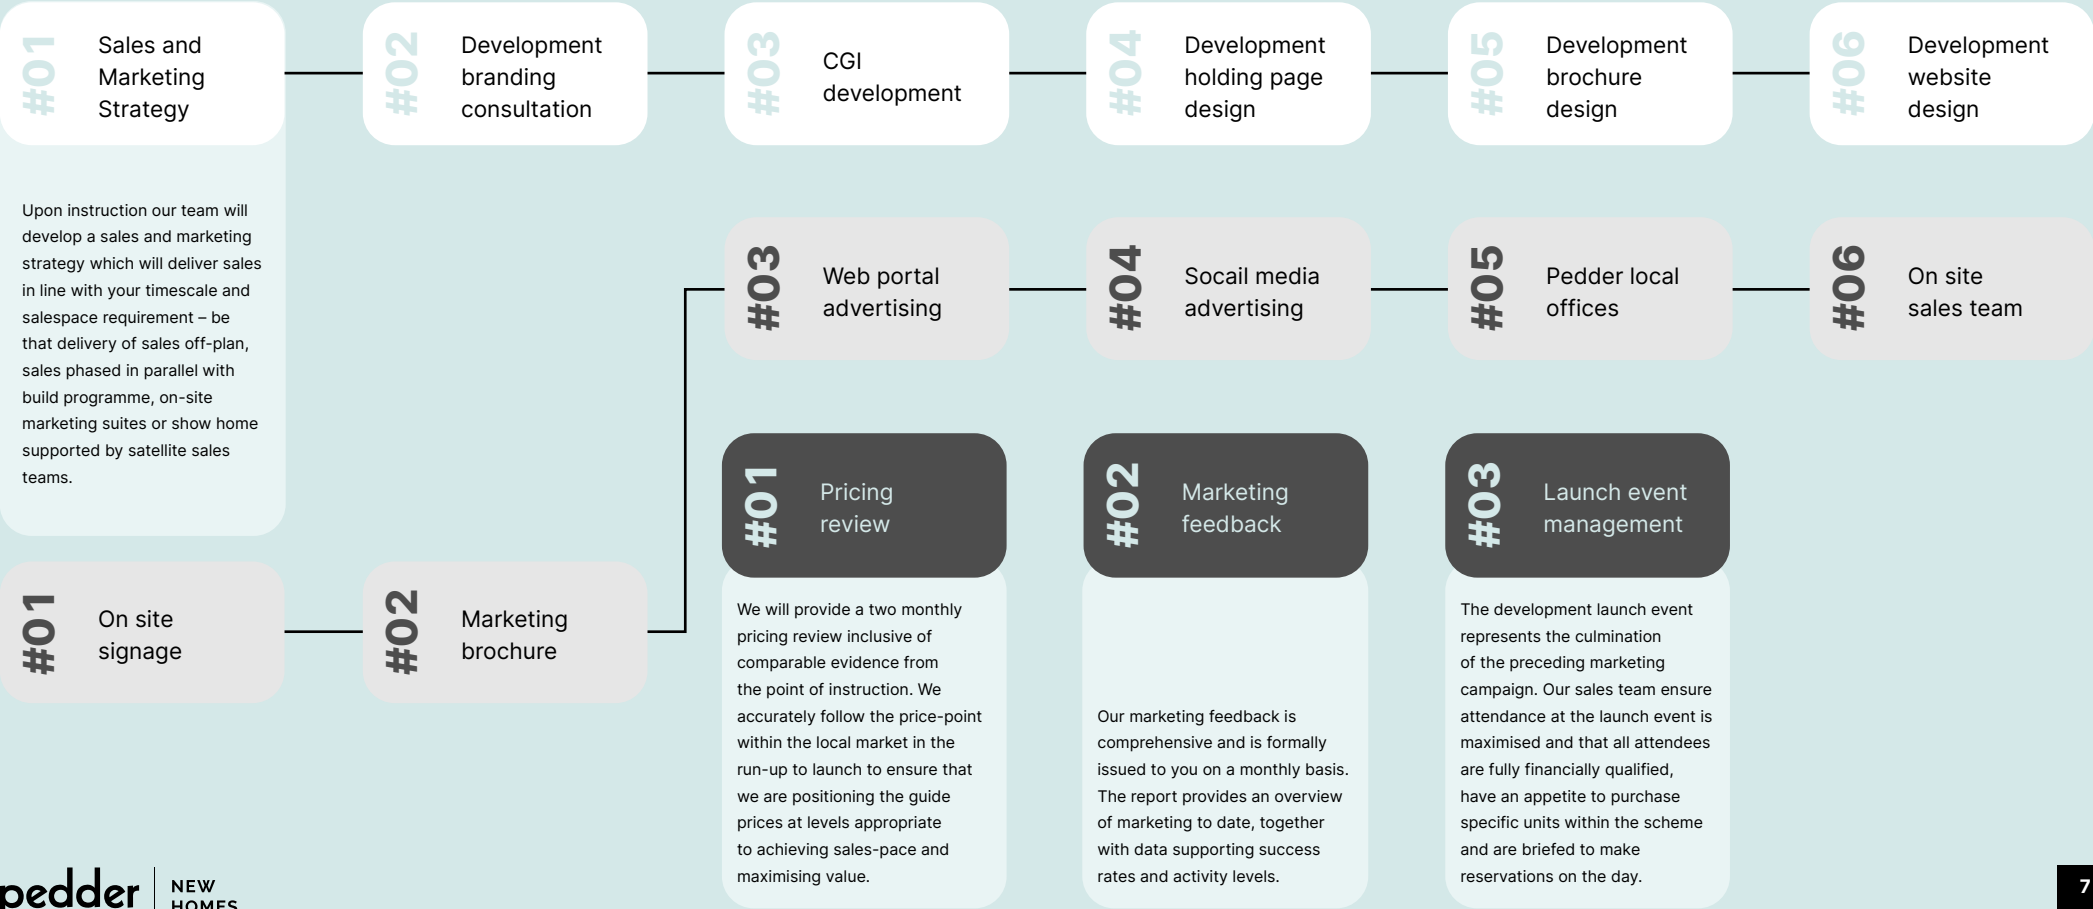 #01
Sales and
Marketing
Strategy
#02
Development
branding
consultation
#03
CGI
development
#04
Development
holding page
design
#05
Development
brochure
design
#06
Development
website
design
Upon instruction our team will
develop a sales and marketing
strategy which will deliver sales
in line with your timescale and
salespace requirement – be
that delivery of sales off-plan,
sales phased in parallel with
build programme, on-site
marketing suites or show home
supported by satellite sales
teams.
#01
On site
signage
#02
Marketing
brochure
#03
Web portal
advertising
#04
Socail media
advertising
#05
Pedder local
offices
#06
On site
sales team
#01
Pricing
review
We will provide a two monthly
pricing review inclusive of
comparable evidence from
the point of instruction. We
accurately follow the price-point
within the local market in the
run-up to launch to ensure that
we are positioning the guide
prices at levels appropriate
to achieving sales-pace and
maximising value.
#02
Marketing
feedback
Our marketing feedback is
comprehensive and is formally
issued to you on a monthly basis.
The report provides an overview
of marketing to date, together
with data supporting success
rates and activity levels.
#03
Launch event
management
The development launch event
represents the culmination
of the preceding marketing
campaign. Our sales team ensure
attendance at the launch event is
maximised and that all attendees
are fully financially qualified,
have an appetite to purchase
specific units within the scheme
and are briefed to make
reservations on the day.
pedder
NEW
HOMES
7